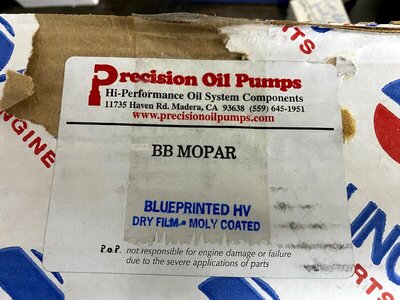 Precision Oil Pumps
Hi-Performance Oil System Components
11735 Haven Rd. Madera, CA 93638 (559) 645-1951
www.precisionoilpumps.com
BB MOPAR
BLUEPRINTED HV
DRY FILM - MOLY COATED
P.o.P. not responsible for engine damage or failure
due to the severe applications of parts
PARTS
ENGINE